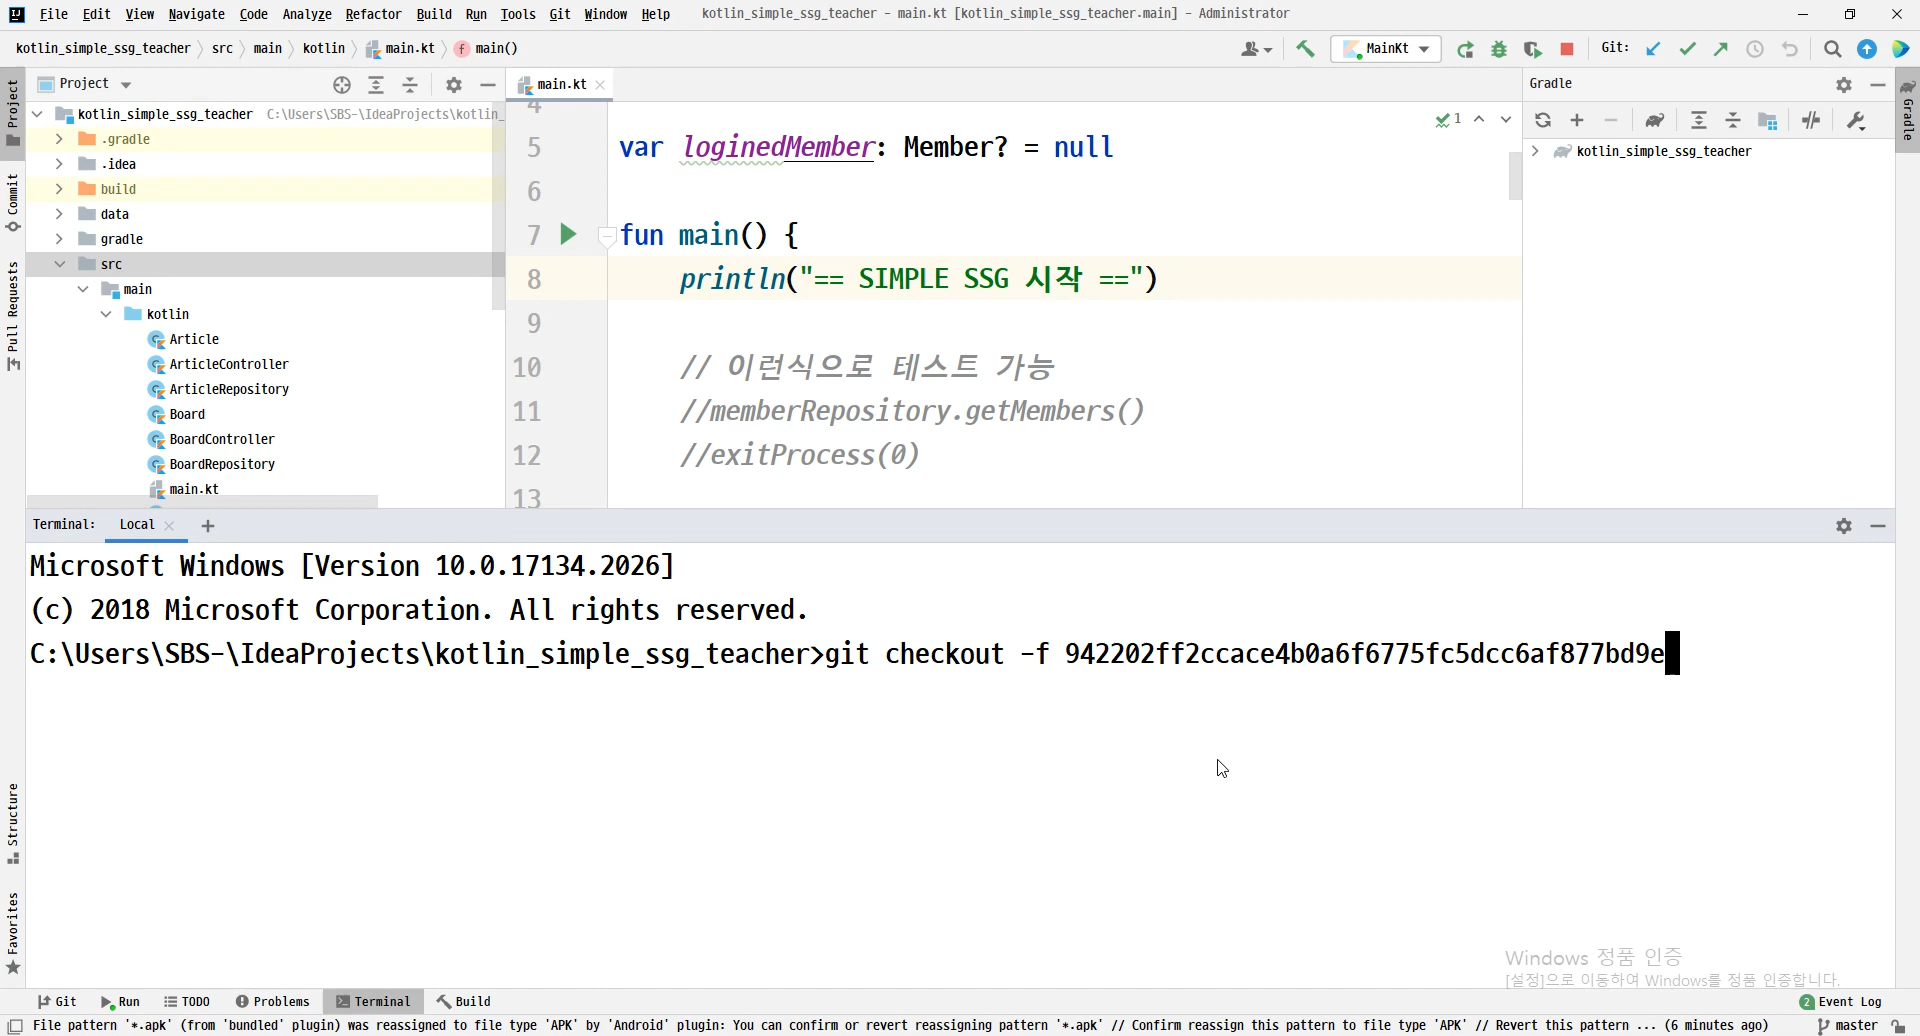 File Edit View Navigate Code Analyze Refactor Build Run Tools Git Window Help kotlin_simple_ssg_teacher - main.kt [kotlin_simple_ssg_teacher.main] - Administrator
kotlin_simple_ssg_teacher src main kotlin main.kt main() MainKt Git:
Project
main.kt
Gradle
kotlin_simple_ssg_teacher C:\Users\SBS-\IdeaProjects\kotlin_
.gradle
.idea
build
data
gradle
src
main
kotlin
Article
ArticleController
ArticleRepository
Board
BoardController
BoardRepository
main.kt
4
5 var loginedMember: Member? = null
6
7 fun main() {
8 println("== SIMPLE SSG 시작 ==")
9
10 // 이런식으로 테스트 가능
11 //memberRepository.getMembers()
12 //exitProcess(0)
13
1
kotlin_simple_ssg_teacher
Project
Commit
Pull Requests
Structure
Favorites
Gradle
Terminal: Local
Microsoft Windows [Version 10.0.17134.2026]
(c) 2018 Microsoft Corporation. All rights reserved.
C:\Users\SBS-\IdeaProjects\kotlin_simple_ssg_teacher>git checkout -f 942202ff2ccace4b0a6f6775fc5dcc6af877bd9e
Windows 정품 인증
[설정]으로 이동하여 Windows를 정품 인증합니다.
Git Run TODO Problems Terminal Build 2 Event Log
File pattern '*.apk' (from 'bundled' plugin) was reassigned to file type 'APK' by 'Android' plugin: You can confirm or revert reassigning pattern '*.apk' // Confirm reassign this pattern to file type 'APK' // Revert this pattern ... (6 minutes ago) master